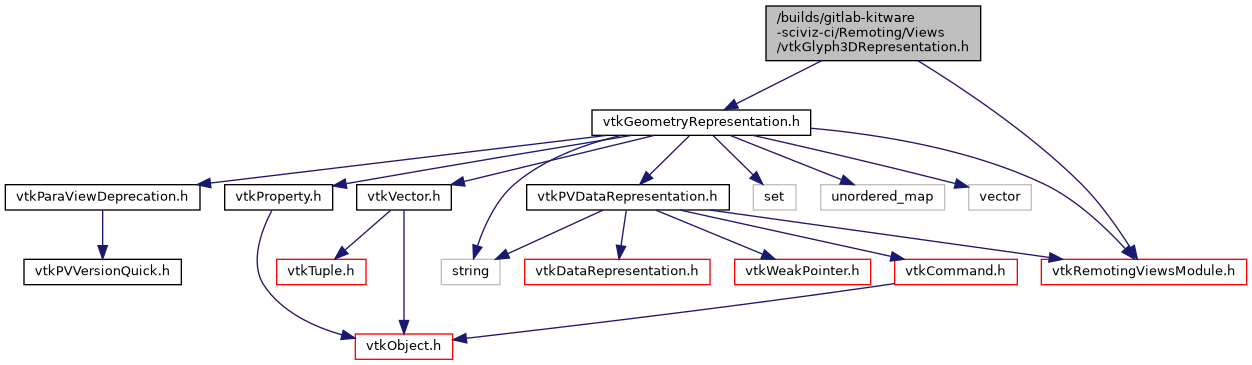 /builds/gitlab-kitware
-sciviz-ci/Remoting/Views
/vtkGlyph3DRepresentation.h
vtkGeometryRepresentation.h
vtkParaViewDeprecation.h
vtkProperty.h
vtkVector.h
vtkPVDataRepresentation.h
set
unordered_map
vector
vtkPVVersionQuick.h
vtkTuple.h
string
vtkDataRepresentation.h
vtkWeakPointer.h
vtkCommand.h
vtkRemotingViewsModule.h
vtkObject.h